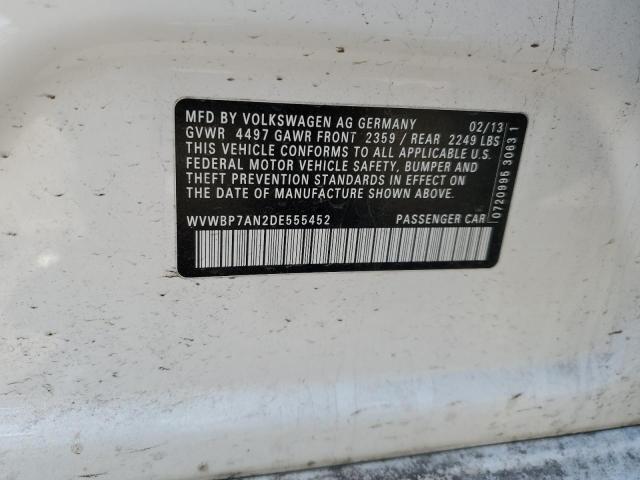 MFD BY VOLKSWAGEN AG GERMANY 02/13
GVWR 4497 GAWR FRONT 2359 / REAR 2249 LBS
THIS VEHICLE CONFORMS TO ALL APPLICABLE U.S.
FEDERAL MOTOR VEHICLE SAFETY, BUMPER AND
THEFT PREVENTION STANDARDS IN EFFECT ON
THE DATE OF MANUFACTURE SHOWN ABOVE.
WVWBP7AN2DE555452 PASSENGER CAR
0720995 3063 1